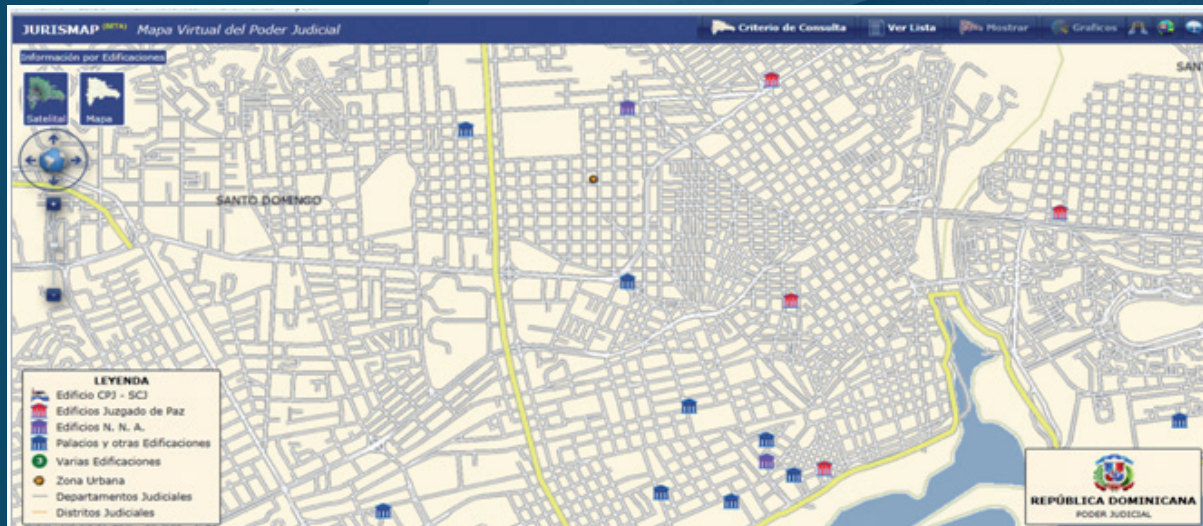 JURISMAP (BETA) Mapa Virtual del Poder Judicial
Criterio de Consulta
Ver Lista
Mostrar
Graficos
Información por Edificaciones
Satelital
Mapa
SANTO DOMINGO
SANT
LEYENDA
Edificio CPJ - SCJ
Edificios Juzgado de Paz
Edificios N. N. A.
Palacios y otras Edificaciones
Varias Edificaciones
Zona Urbana
Departamentos Judiciales
Distritos Judiciales
REPÚBLICA DOMINICANA
PODER JUDICIAL